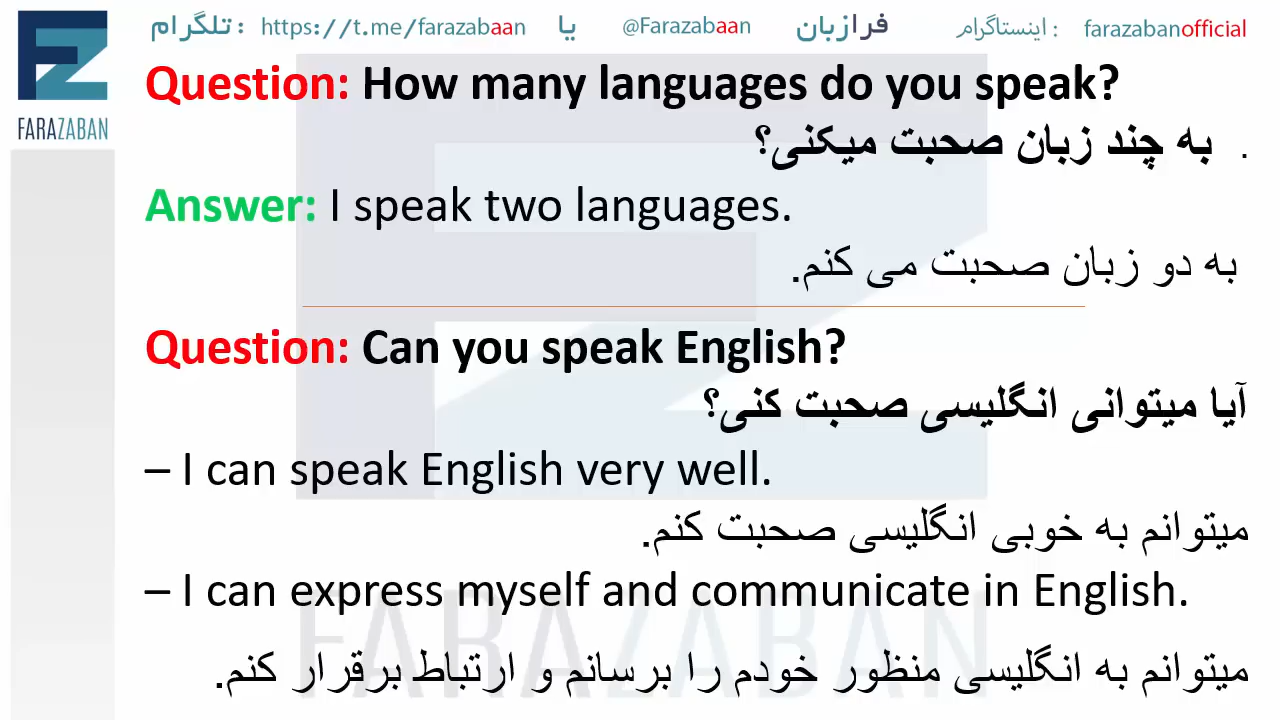 تلگرام : https://t.me/farazabaan یا @Farazabaan فرازبان اینستاگرام : farazabanofficial
FZ
FARAZABAN
Question: How many languages do you speak?
. به چند زبان صحبت میکنی؟
Answer: I speak two languages.
به دو زبان صحبت می کنم.
Question: Can you speak English?
آیا میتوانی انگلیسی صحبت کنی؟
– I can speak English very well.
میتوانم به خوبی انگلیسی صحبت کنم.
– I can express myself and communicate in English.
میتوانم به انگلیسی منظور خودم را برسانم و ارتباط برقرار کنم.
FARAZABAN